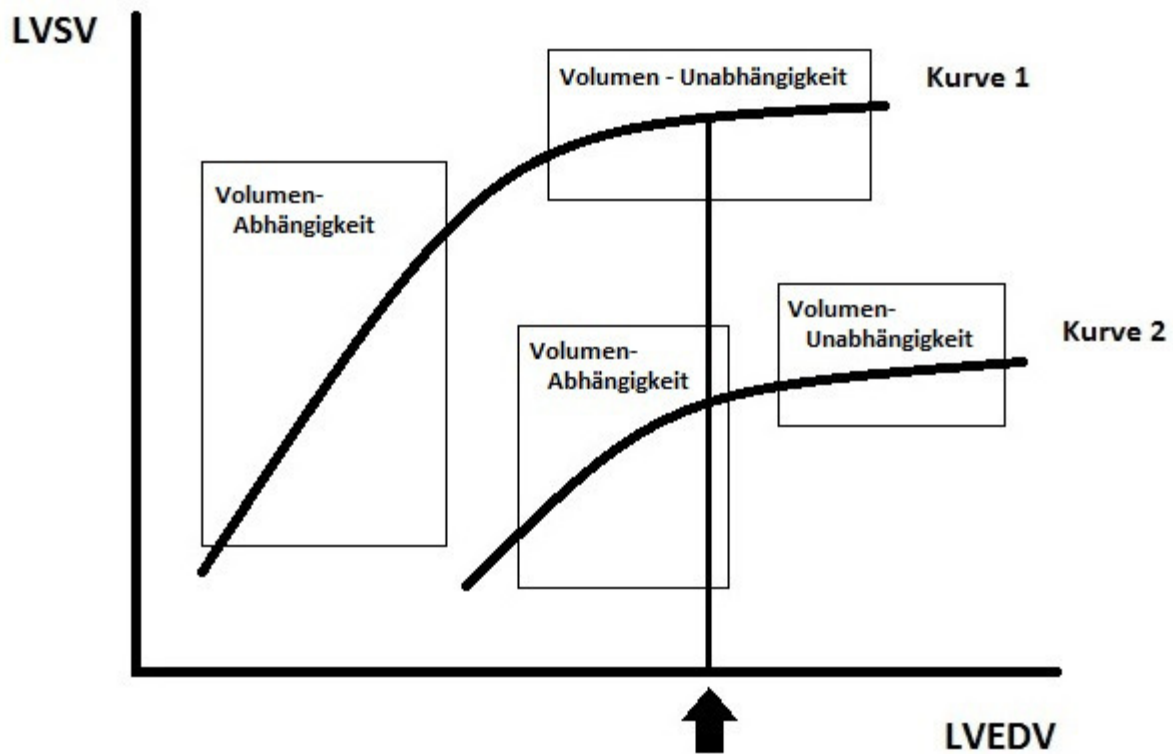 LVSV
Volumen - Unabhängigkeit
Kurve 1
Volumen-
Abhängigkeit
Volumen-
Unabhängigkeit
Kurve 2
Volumen-
Abhängigkeit
LVEDV